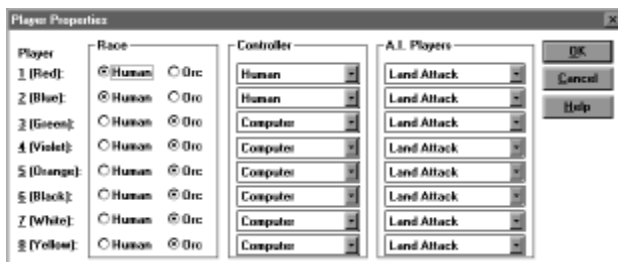 Player Properties
Player Race Controller A.I. Players
1 (Red): Human Orc Human Land Attack OK
2 (Blue): Human Orc Human Land Attack Cancel
3 (Green): Human Orc Computer Land Attack Help
4 (Violet): Human Orc Computer Land Attack
5 (Orange): Human Orc Computer Land Attack
6 (Black): Human Orc Computer Land Attack
7 (White): Human Orc Computer Land Attack
8 (Yellow): Human Orc Computer Land Attack